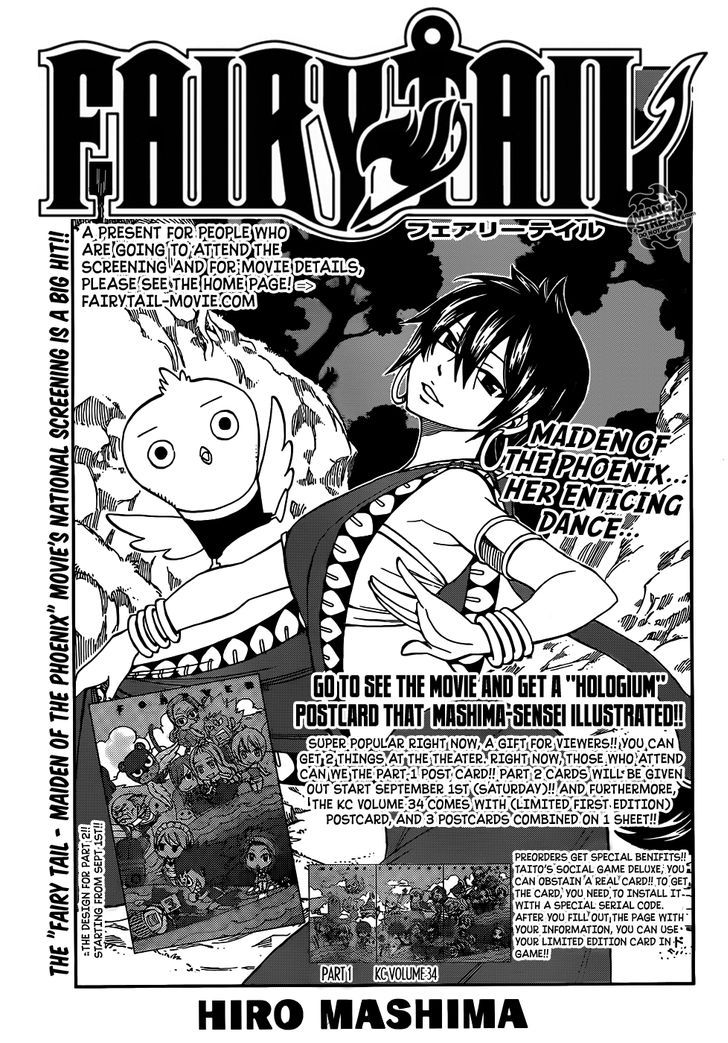 FAIRY TAIL
フェアリーテイル
MANGA
STREAM
A PRESENT FOR PEOPLE WHO
ARE GOING TO ATTEND THE
SCREENING AND FOR MOVIE DETAILS,
PLEASE SEE THE HOME PAGE! =>
FAIRYTAIL-MOVIE.COM
THE "FAIRY TAIL - MAIDEN OF THE PHOENIX" MOVIE'S NATIONAL SCREENING IS A BIG HIT!!
MAIDEN OF
THE PHOENIX...
HER ENTICING
DANCE...
GO TO SEE THE MOVIE AND GET A "HOLOGIUM"
POSTCARD THAT MASHIMA-SENSEI ILLUSTRATED!!
SUPER POPULAR RIGHT NOW, A GIFT FOR VIEWERS!! YOU CAN
GET 2 THINGS AT THE THEATER. RIGHT NOW, THOSE WHO ATTEND
CAN WE THE PART 1 POST CARD!! PART 2 CARDS WILL BE GIVEN
OUT START SEPTEMBER 1ST (SATURDAY)!! AND FURTHERMORE,
THE KC VOLUME 34 COMES WITH (LIMITED FIRST EDITION)
POSTCARD, AND 3 POSTCARDS COMBINED ON 1 SHEET!!
FOREVER
THE DESIGN FOR PART 2!!
STARTING FROM SEPT. 1ST!!
PART 1
KC VOLUME 34
PREORDERS GET SPECIAL BENIFITS!!
TAITO'S SOCIAL GAME DELUXE, YOU
CAN OBSTAIN A REAL CARD!! TO GET
THE CARD, YOU NEED TO INSTALL IT
WITH A SPECIAL SERIAL CODE.
AFTER YOU FILL OUT THE PAGE WITH
YOUR INFORMATION, YOU CAN USE
YOUR LIMITED EDITION CARD IN ド
GAME!!
HIRO MASHIMA